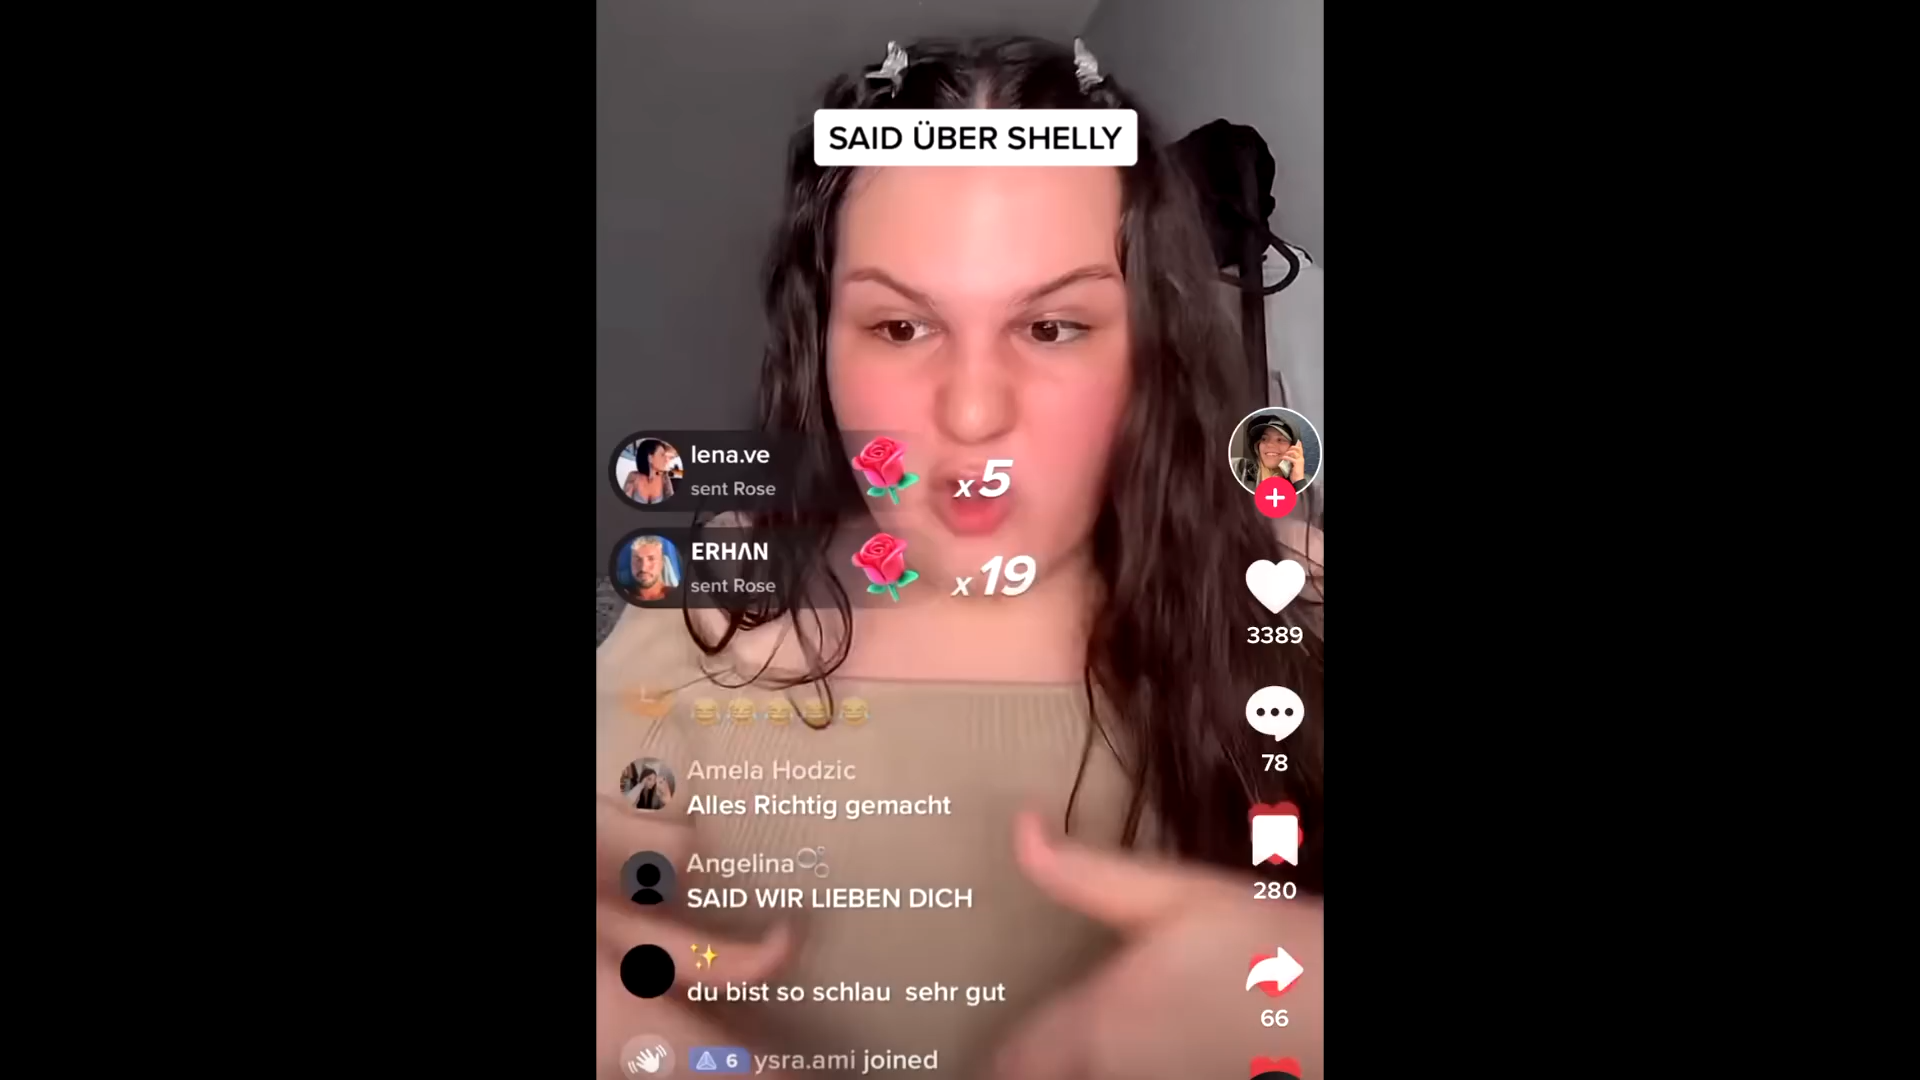 SAID ÜBER SHELLY
lena.ve
sent Rose
x5
ERHΛN
sent Rose
x19
3389
78
280
66
Amela Hodzic
Alles Richtig gemacht
Angelina
SAID WIR LIEBEN DICH
du bist so schlau sehr gut
6 ysra.ami joined